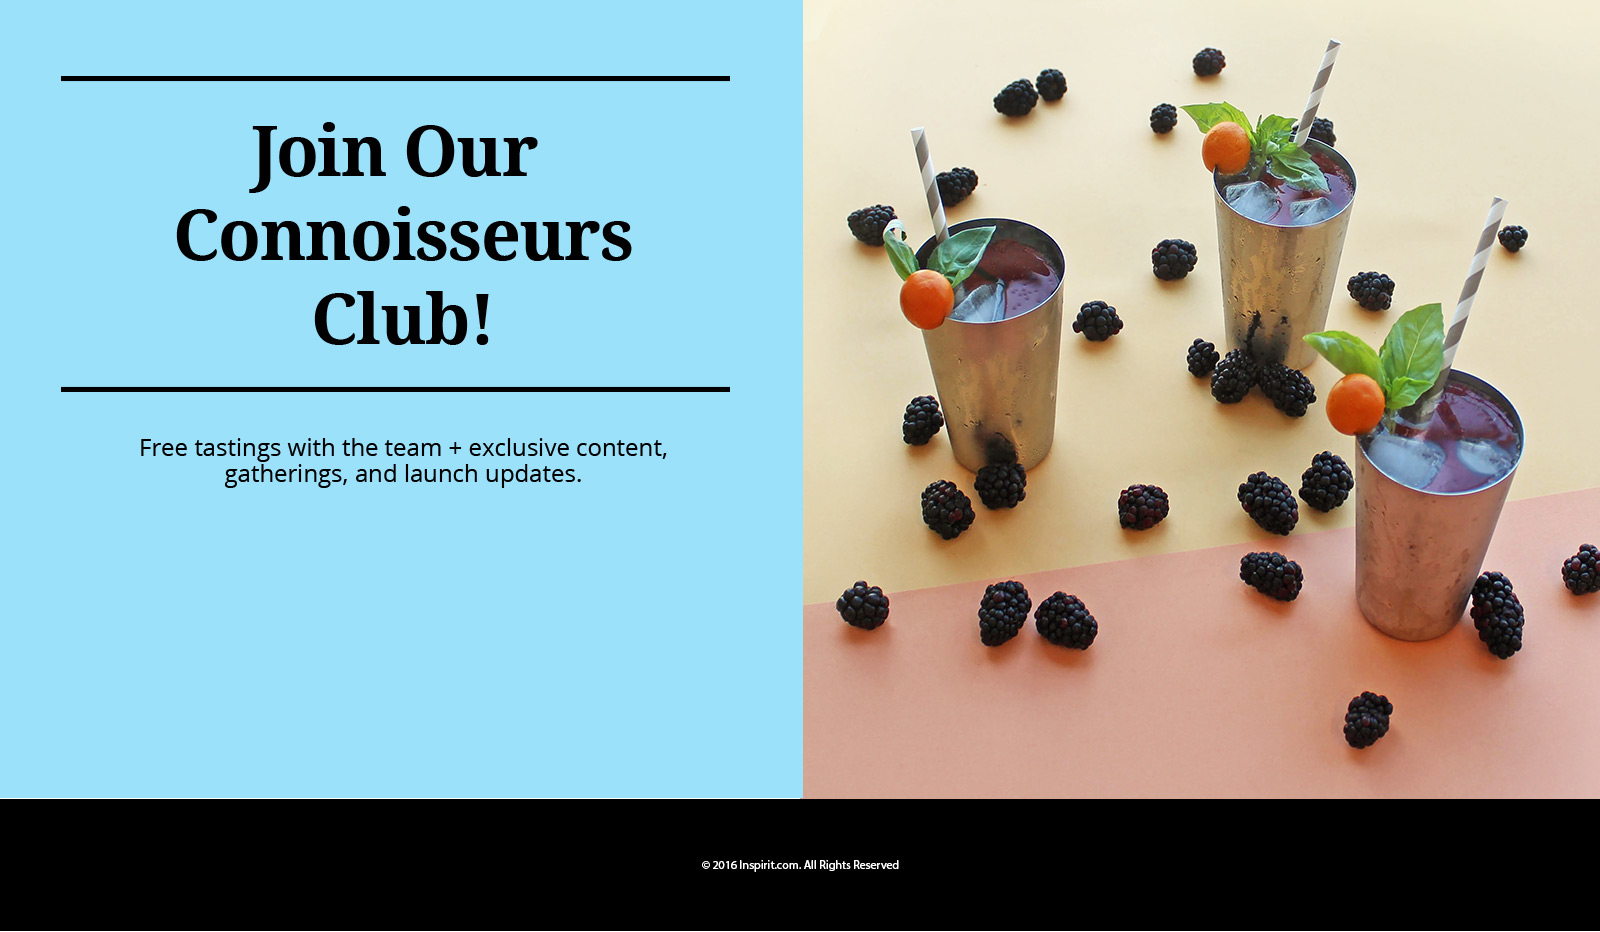 Join Our
Connoisseurs
Club!
Free tastings with the team + exclusive content,
gatherings, and launch updates.
© 2016 Inspirit.com. All Rights Reserved